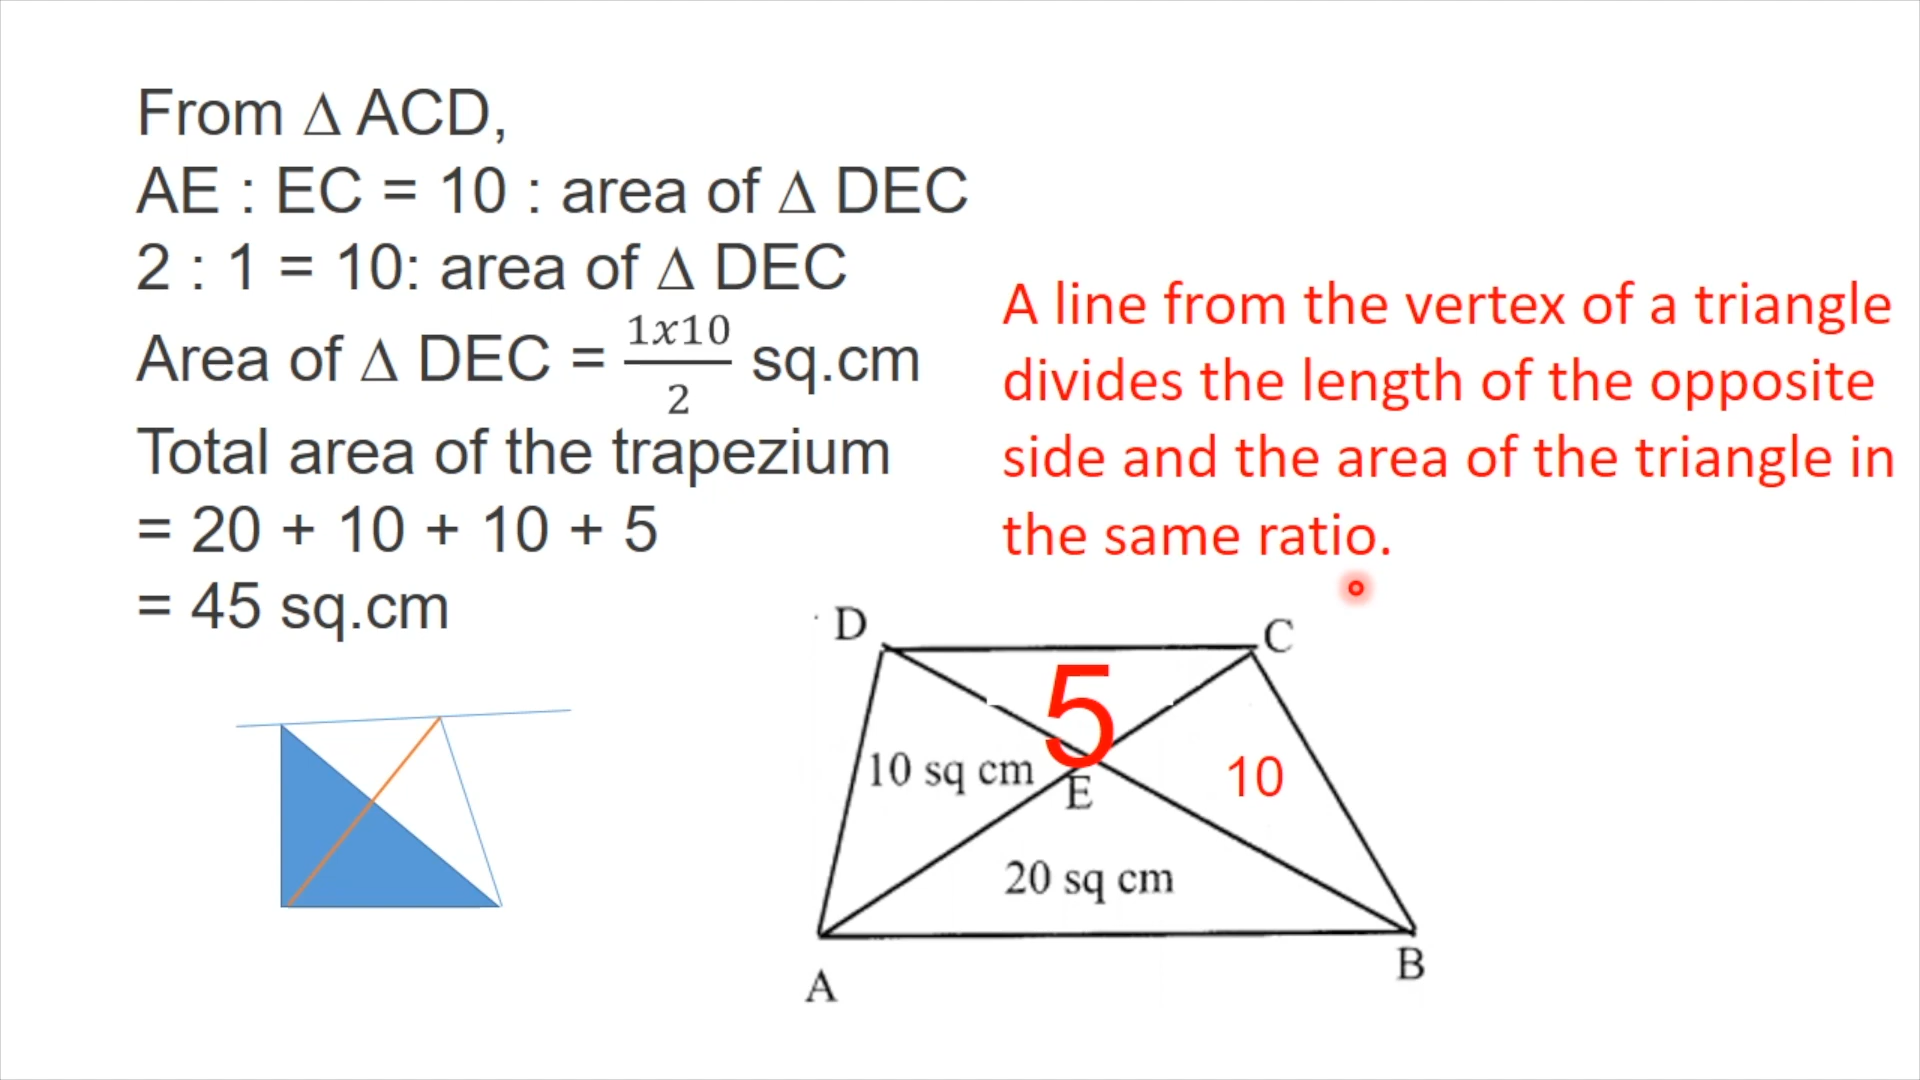 From ∆ ACD,
AE : EC = 10 : area of ∆ DEC
2 : 1 = 10: area of ∆ DEC
Area of ∆ DEC = 1x10/2 sq.cm
Total area of the trapezium
= 20 + 10 + 10 + 5
= 45 sq.cm
A line from the vertex of a triangle
divides the length of the opposite
side and the area of the triangle in
the same ratio.
D
C
5
10 sq cm
E
10
20 sq cm
A
B